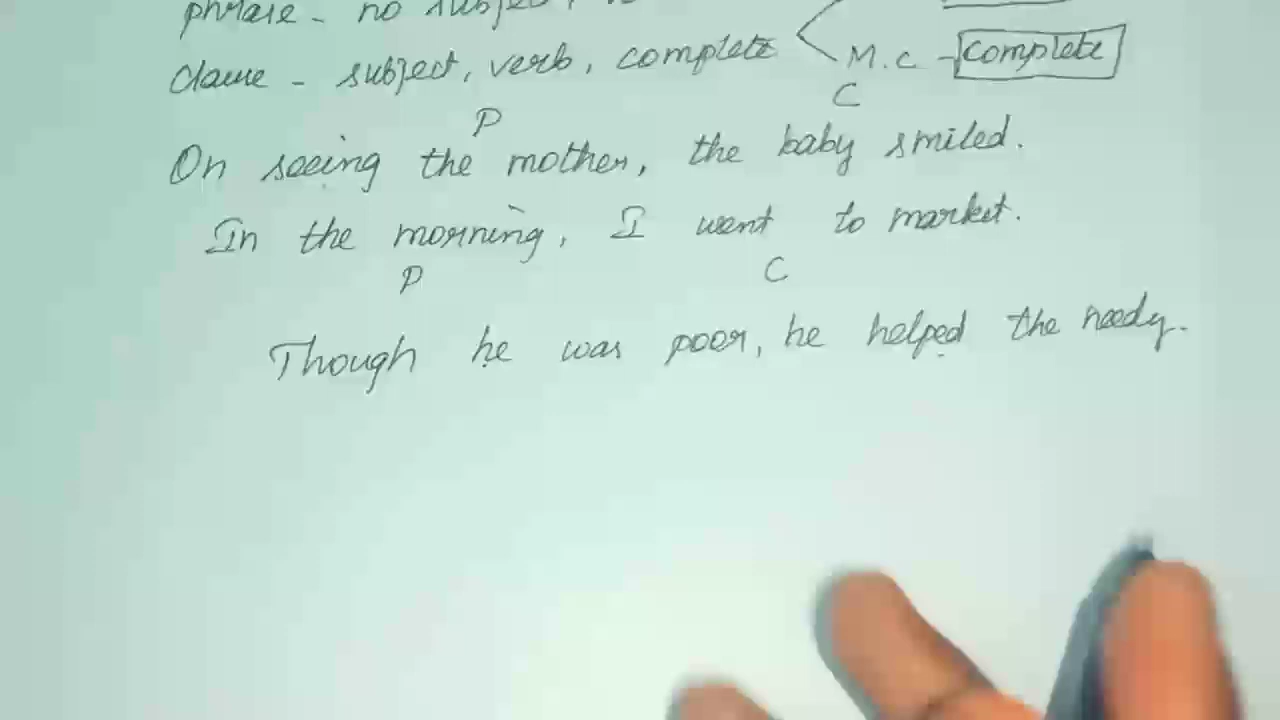 phrase - no subject,
clause - subject, verb, complete < M.C - complete
P C
On seeing the mother, the baby smiled.
In the morning, I went to market.
P C
Though he was poor, he helped the needy.